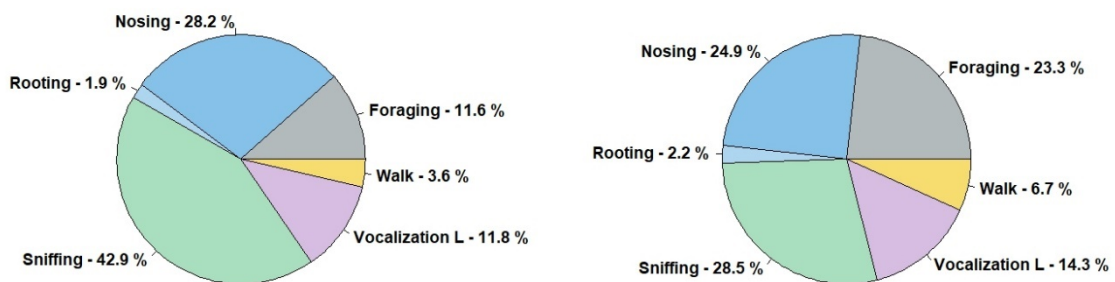 Nosing - 28.2 %
Rooting - 1.9 %
Foraging - 11.6 %
Walk - 3.6 %
Vocalization L - 11.8 %
Sniffing - 42.9 %
Nosing - 24.9 %
Foraging - 23.3 %
Rooting - 2.2 %
Walk - 6.7 %
Vocalization L - 14.3 %
Sniffing - 28.5 %